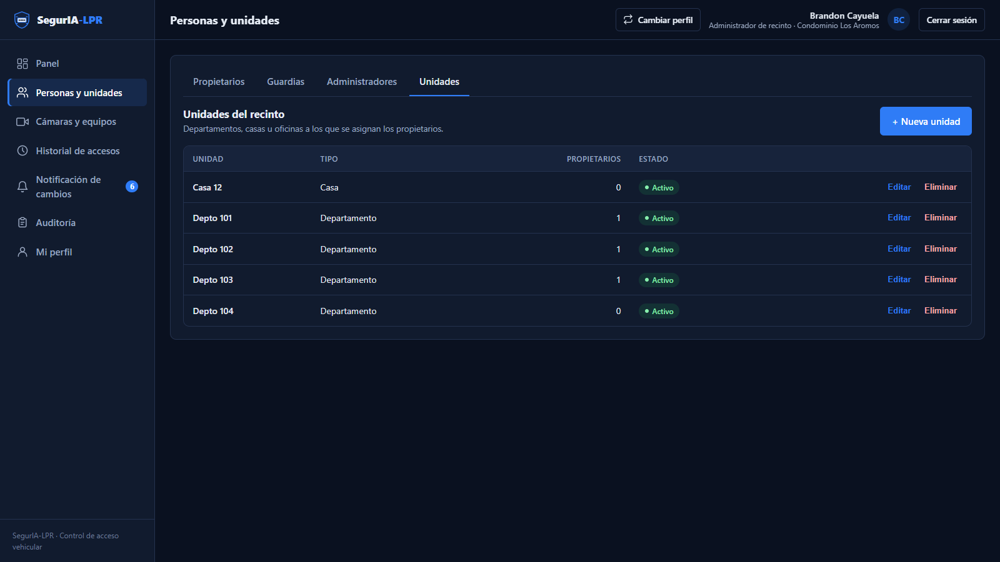 SegurIA-LPR
Personas y unidades
Cambiar perfil
Brandon Cayuela
Administrador de recinto · Condominio Los Aromos
BC
Cerrar sesión
Panel
Personas y unidades
Cámaras y equipos
Historial de accesos
Notificación de
cambios
6
Auditoría
Mi perfil
Propietarios Guardias Administradores Unidades
Unidades del recinto
Departamentos, casas u oficinas a los que se asignan los propietarios.
+ Nueva unidad
UNIDAD TIPO PROPIETARIOS ESTADO
Casa 12 Casa 0 Activo Editar Eliminar
Depto 101 Departamento 1 Activo Editar Eliminar
Depto 102 Departamento 1 Activo Editar Eliminar
Depto 103 Departamento 1 Activo Editar Eliminar
Depto 104 Departamento 0 Activo Editar Eliminar
SegurIA-LPR · Control de acceso
vehicular